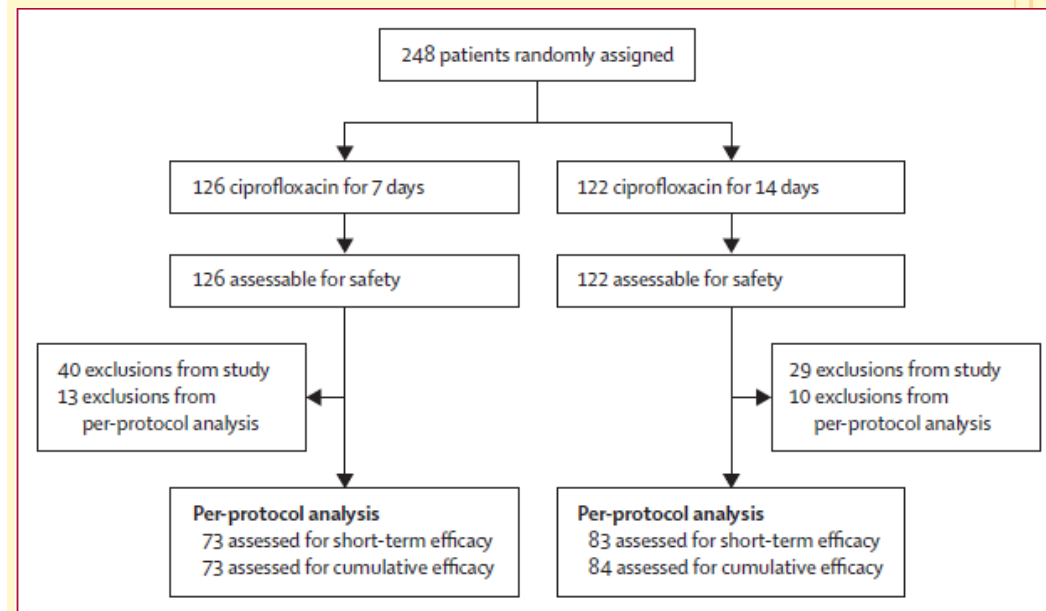 248 patients randomly assigned
126 ciprofloxacin for 7 days
122 ciprofloxacin for 14 days
126 assessable for safety
122 assessable for safety
40 exclusions from study
13 exclusions from
per-protocol analysis
29 exclusions from study
10 exclusions from
per-protocol analysis
Per-protocol analysis
73 assessed for short-term efficacy
73 assessed for cumulative efficacy
Per-protocol analysis
83 assessed for short-term efficacy
84 assessed for cumulative efficacy